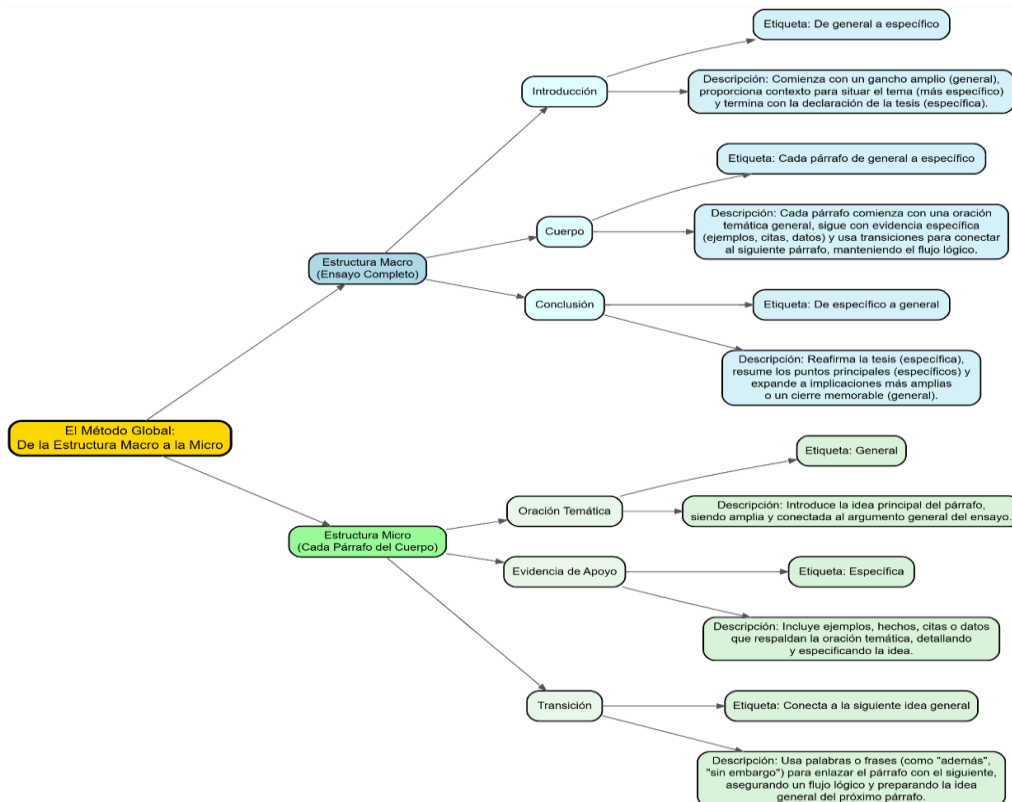 El Método Global:
De la Estructura Macro a la Micro
Estructura Macro
(Ensayo Completo)
Introducción
Etiqueta: De general a específico
Descripción: Comienza con un gancho amplio (general),
proporciona contexto para situar el tema (más específico)
y termina con la declaración de la tesis (específica).
Cuerpo
Etiqueta: Cada párrafo de general a específico
Descripción: Cada párrafo comienza con una oración
temática general, sigue con evidencia específica
(ejemplos, citas, datos) y usa transiciones para conectar
al siguiente párrafo, manteniendo el flujo lógico.
Conclusión
Etiqueta: De específico a general
Descripción: Reafirma la tesis (específica),
resume los puntos principales (específicos) y
expande a implicaciones más amplias
o un cierre memorable (general).
Estructura Micro
(Cada Párrafo del Cuerpo)
Oración Temática
Etiqueta: General
Descripción: Introduce la idea principal del párrafo,
siendo amplia y conectada al argumento general del ensayo.
Evidencia de Apoyo
Etiqueta: Específica
Descripción: Incluye ejemplos, hechos, citas o datos
que respaldan la oración temática, detallando
y especificando la idea.
Transición
Etiqueta: Conecta a la siguiente idea general
Descripción: Usa palabras o frases (como "además",
"sin embargo") para enlazar el párrafo con el siguiente,
asegurando un flujo lógico y preparando la idea
general del próximo párrafo.